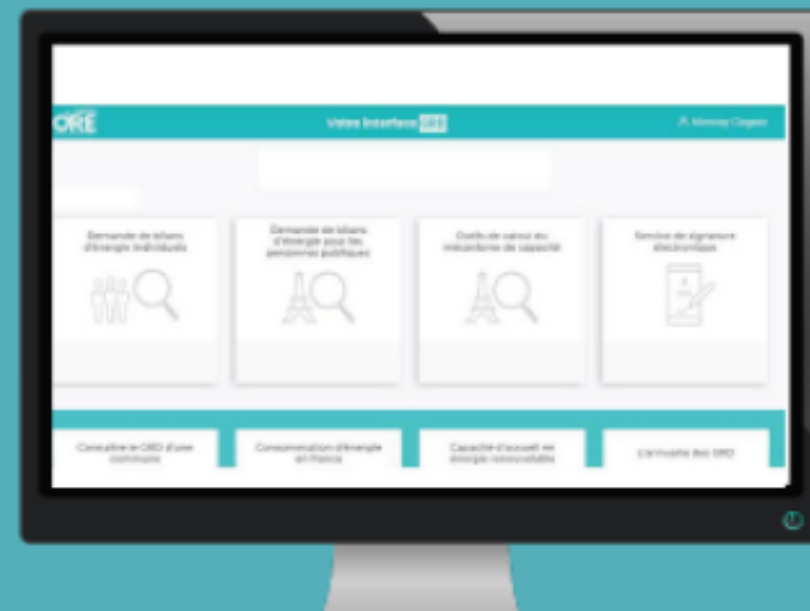 ORE
Votre Interface GRD
Demande de bilans
d'énergie individuels
Demande de bilans
d'énergie pour les
personnes publiques
Outils de calcul du
mécanisme de capacité
Service de signature
électronique
Connaître le GRD d'une
commune
Consommation d'énergie
en France
Capacité d'accueil en
énergie renouvelable
L'annuaire des GRD